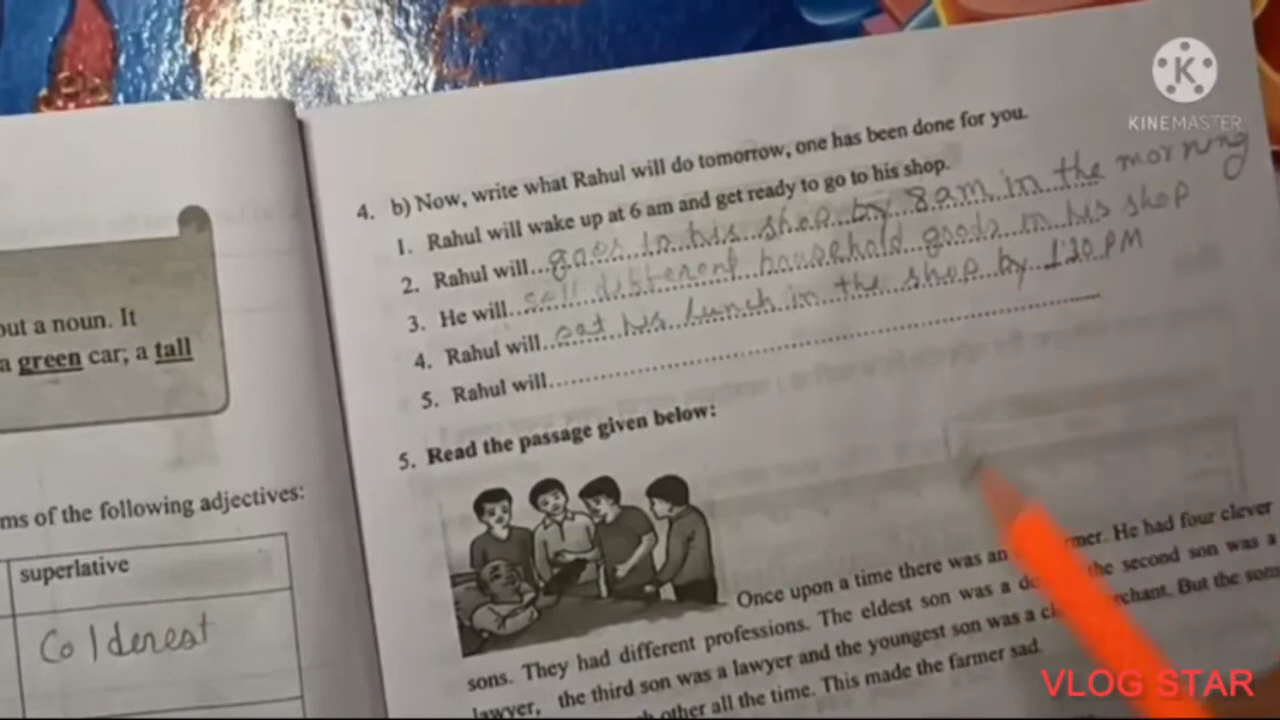 out a noun. It
a green car; a tall
ms of the following adjectives:
superlative
Colderest
4. b) Now, write what Rahul will do tomorrow, one has been done for you.
1. Rahul will wake up at 6 am and get ready to go to his shop.
2. Rahul will...goes in his shop by 8am in the morning
3. He will...sell different household goods in his shop
4. Rahul will...eat his lunch in the shop by 1:20 PM
5. Rahul will...
5. Read the passage given below:
Once upon a time there was an rmer. He had four clever
sons. They had different professions. The eldest son was a the second son was a
lawyer, the third son was a lawyer and the youngest son was a rchant. But the sons
other all the time. This made the farmer sad.
KINEMASTER
VLOG STAR